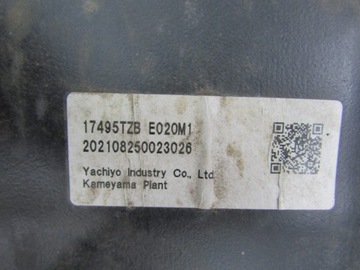 17495TZB E020M1
202108250023026
Yachiyo Industry Co., Ltd
Kameyama Plant